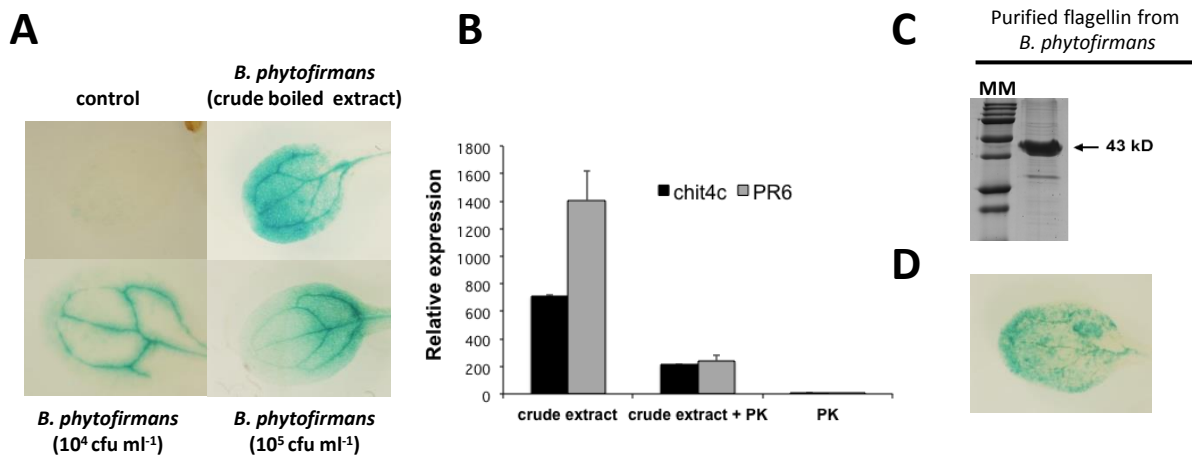 A
control
B. phytofirmans
(crude boiled extract)
B. phytofirmans
(10⁴ cfu ml⁻¹)
B. phytofirmans
(10⁵ cfu ml⁻¹)
B
Relative expression
1800
1600
1400
1200
1000
800
600
400
200
0
chit4c PR6
crude extract
crude extract + PK
PK
C
Purified flagellin from
B. phytofirmans
MM
43 kD
D